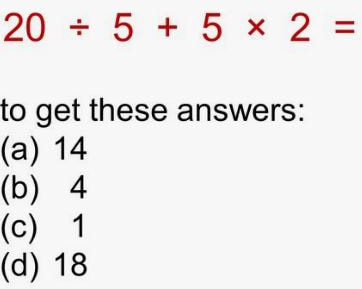 20 ÷ 5 + 5 × 2 =
to get these answers:
(a) 14
(b) 4
(c) 1
(d) 18